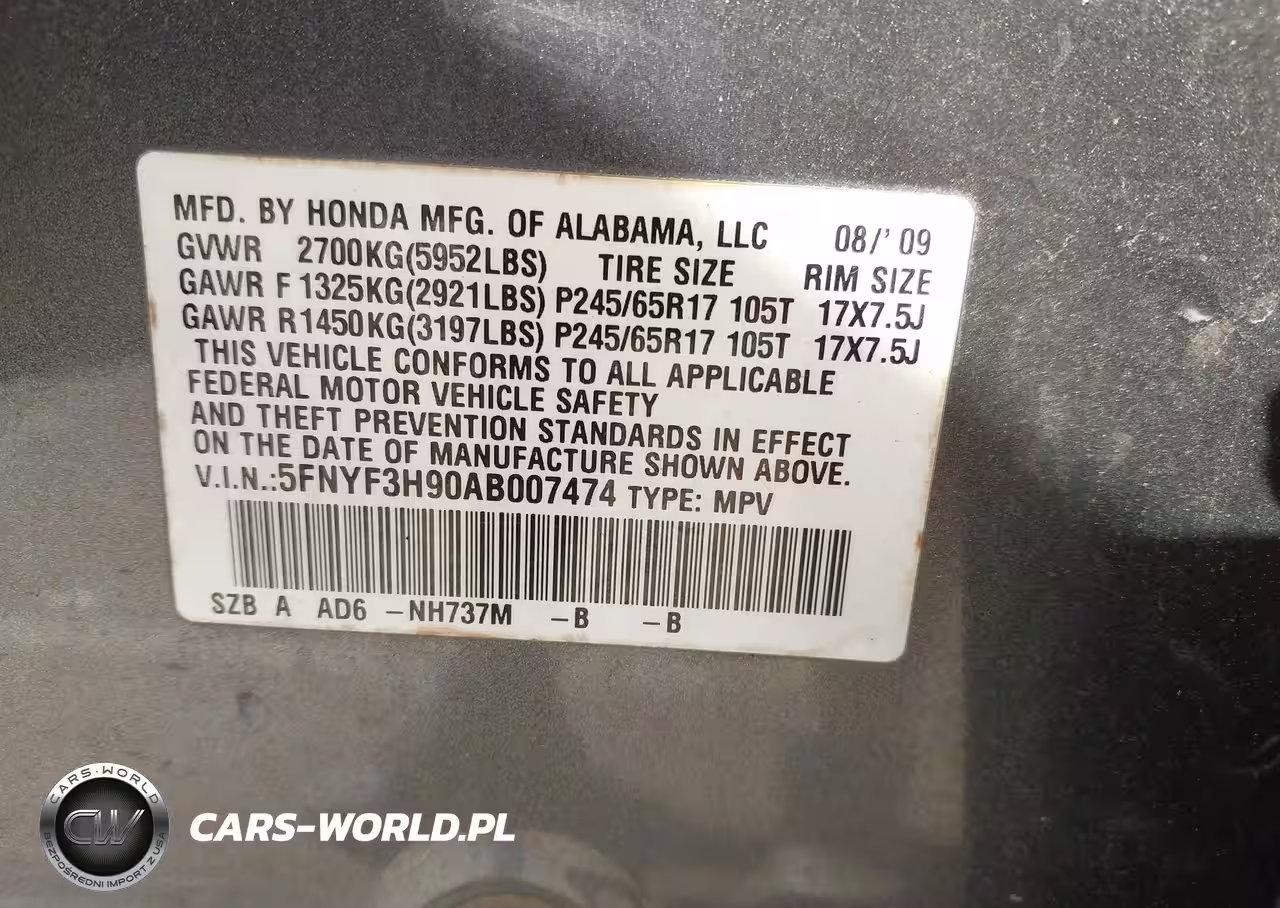 MFD. BY HONDA MFG. OF ALABAMA, LLC 08/'09
GVWR 2700KG(5952LBS) TIRE SIZE RIM SIZE
GAWR F 1325KG(2921LBS) P245/65R17 105T 17X7.5J
GAWR R1450KG(3197LBS) P245/65R17 105T 17X7.5J
THIS VEHICLE CONFORMS TO ALL APPLICABLE
FEDERAL MOTOR VEHICLE SAFETY
AND THEFT PREVENTION STANDARDS IN EFFECT
ON THE DATE OF MANUFACTURE SHOWN ABOVE.
V.I.N.:5FNYF3H90AB007474 TYPE: MPV
SZB A AD6 -NH737M -B -B
CARS-WORLD
CW
BEZPOŚREDNI IMPORT Z USA
CARS-WORLD.PL